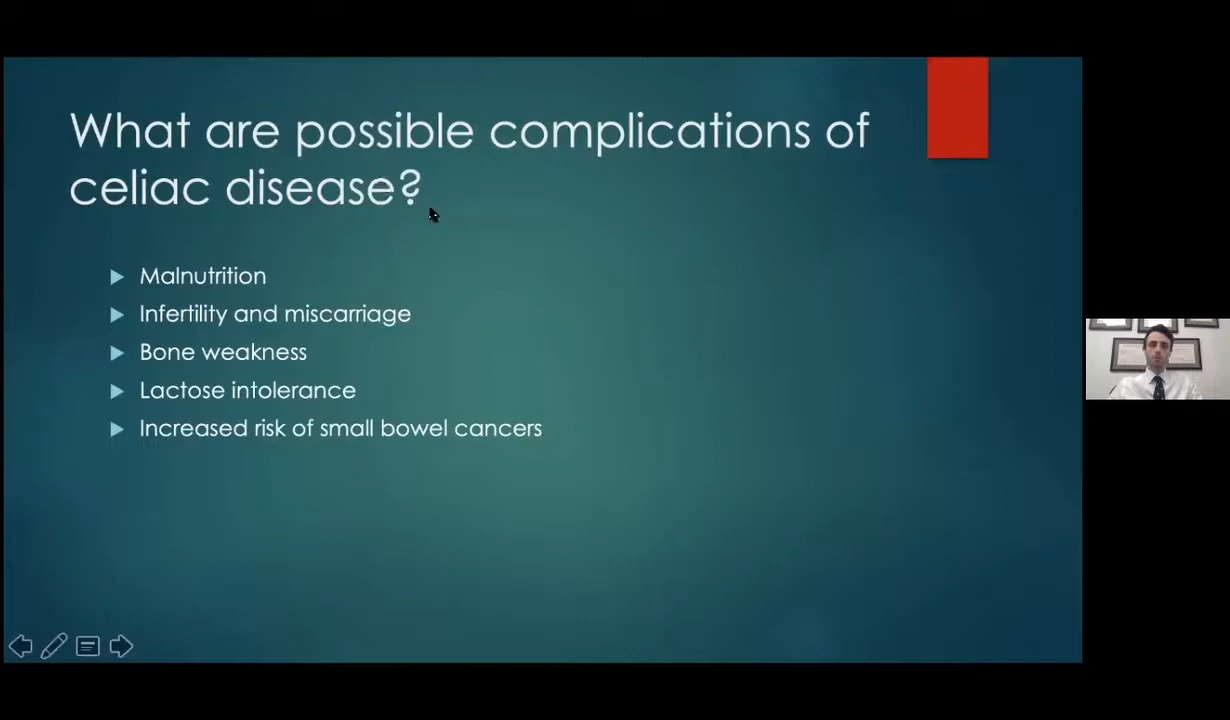 What are possible complications of
celiac disease?
Malnutrition
Infertility and miscarriage
Bone weakness
Lactose intolerance
Increased risk of small bowel cancers